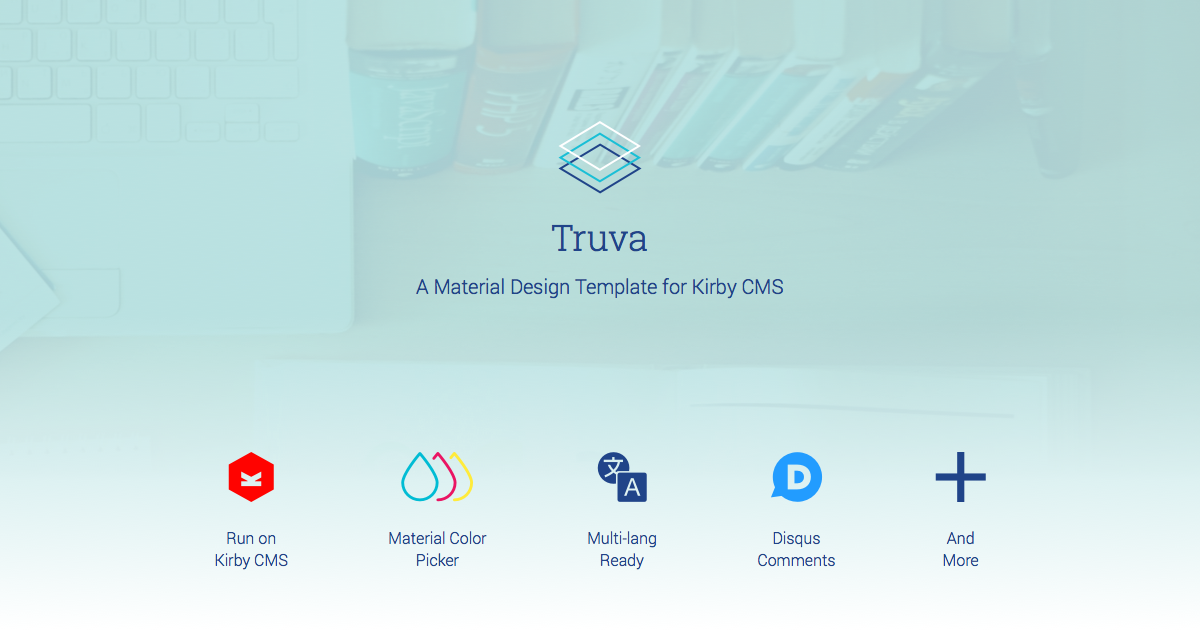 Truva
A Material Design Template for Kirby CMS
文
A
D
Run on
Kirby CMS
Material Color
Picker
Multi-lang
Ready
Disqus
Comments
And
More